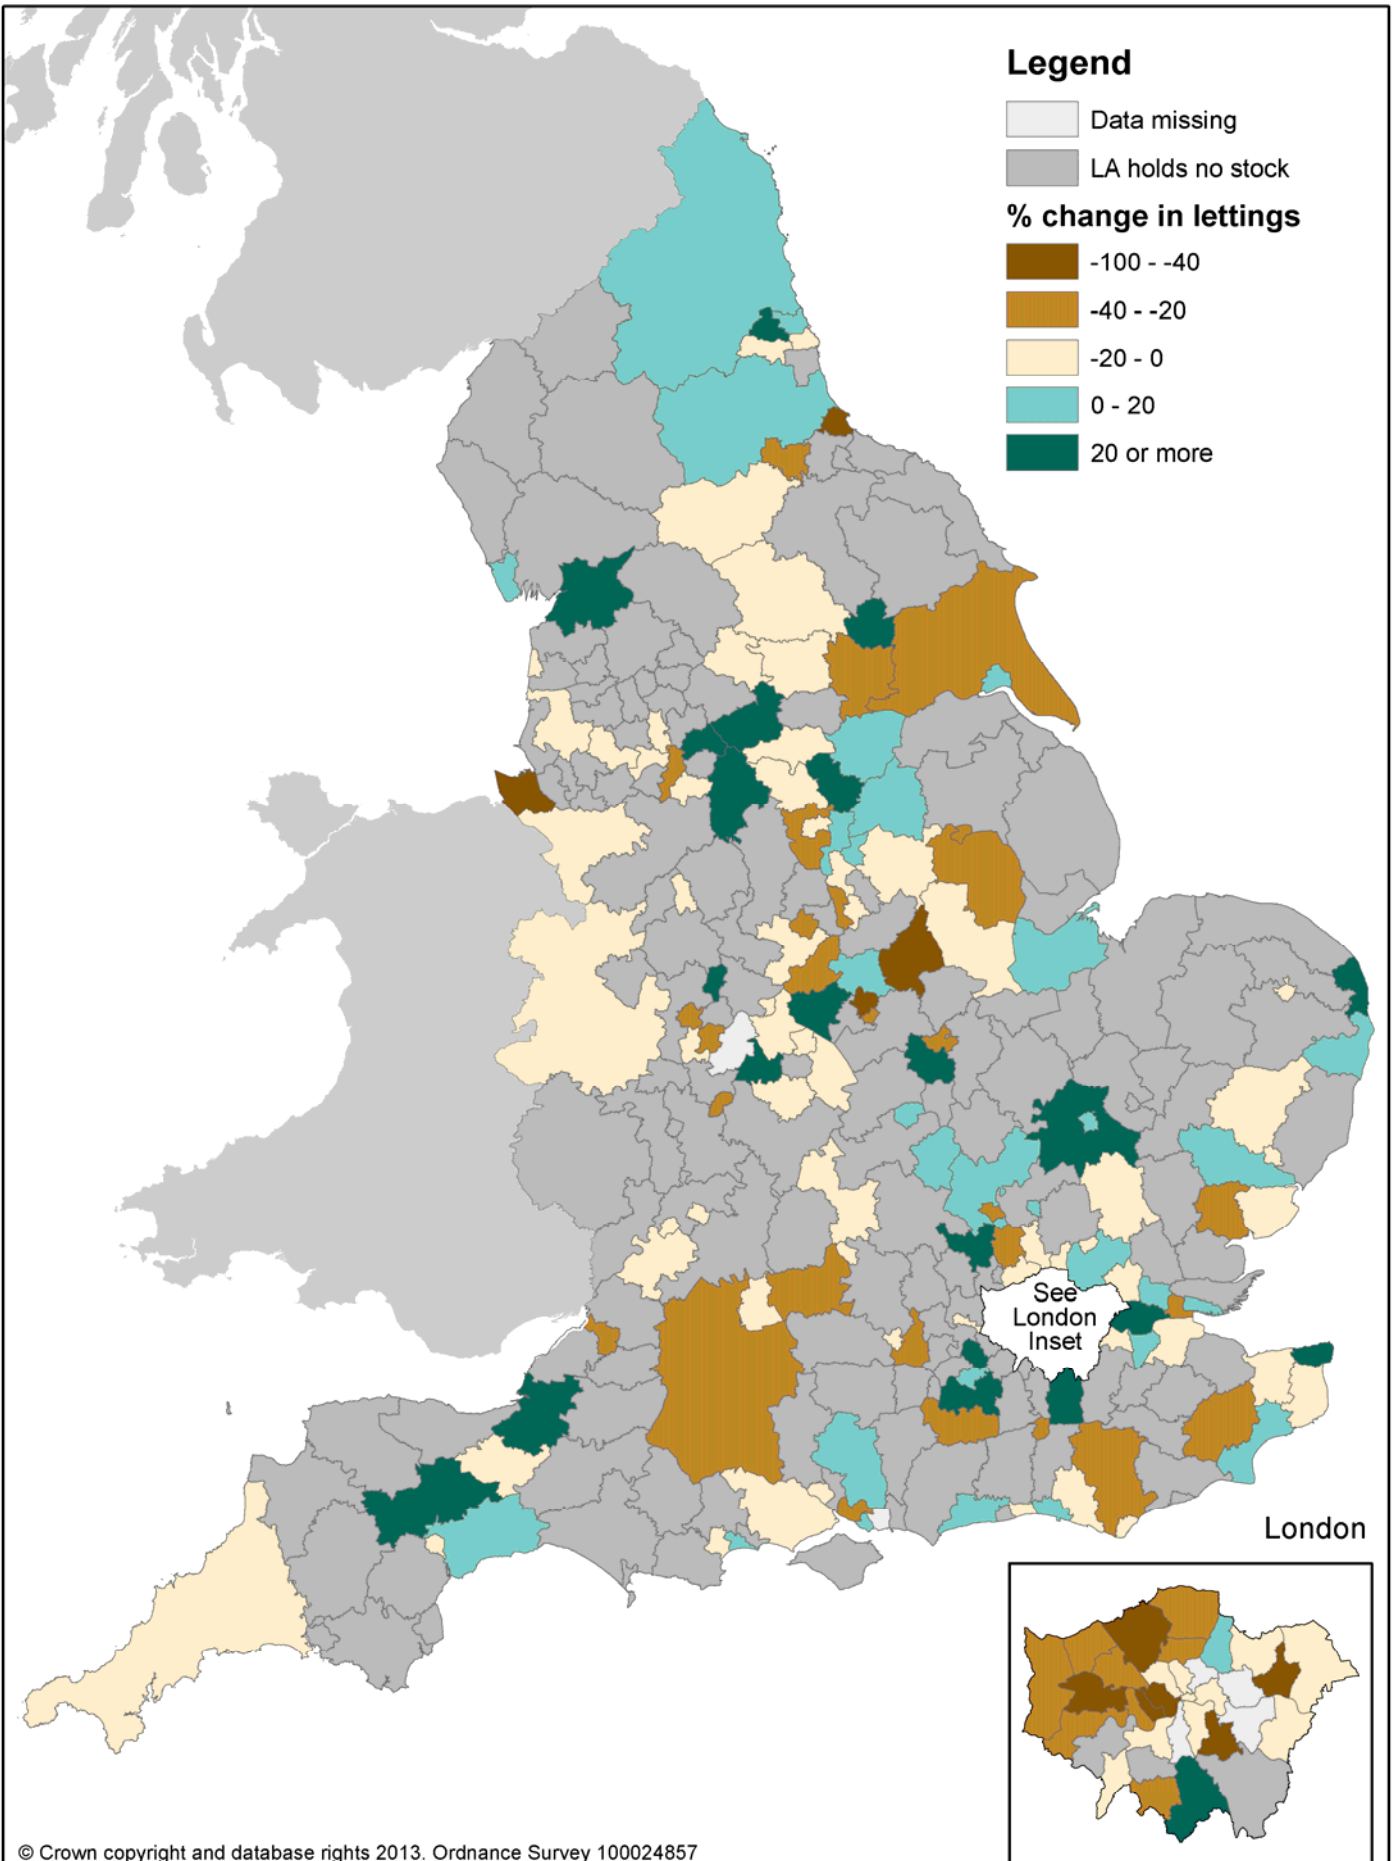 Legend
Data missing
LA holds no stock
% change in lettings
-100 - -40
-40 - -20
-20 - 0
0 - 20
20 or more
See
London
Inset
London
© Crown copyright and database rights 2013. Ordnance Survey 100024857